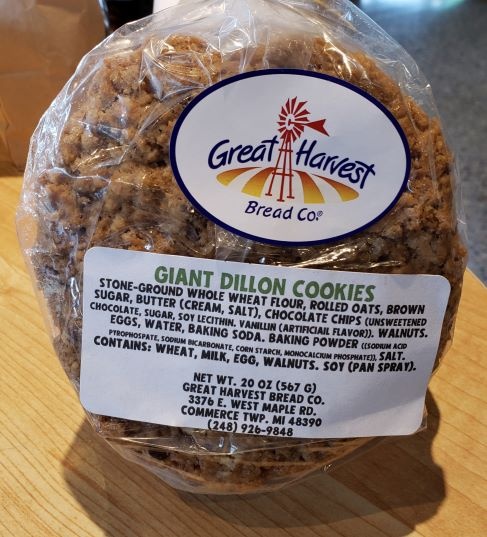 Great Harvest
Bread Co.®
GIANT DILLON COOKIES
STONE-GROUND WHOLE WHEAT FLOUR, ROLLED OATS, BROWN
SUGAR, BUTTER (CREAM, SALT), CHOCOLATE CHIPS (UNSWEETENED
CHOCOLATE, SUGAR, SOY LECITHIN, VANILLIN (ARTIFICIAIL FLAVOR)). WALNUTS.
EGGS, WATER, BAKING SODA. BAKING POWDER ((SODIUM ACID
PYROPHOSPATE, SODIUM BICARBONATE, CORN STARCH, MONOCALCIUM PHOSPHATE)), SALT.
CONTAINS: WHEAT, MILK, EGG, WALNUTS. SOY (PAN SPRAY).
NET WT. 20 OZ (567 G)
GREAT HARVEST BREAD CO.
3376 E. WEST MAPLE RD.
COMMERCE TWP. MI 48390
(248) 926-9848